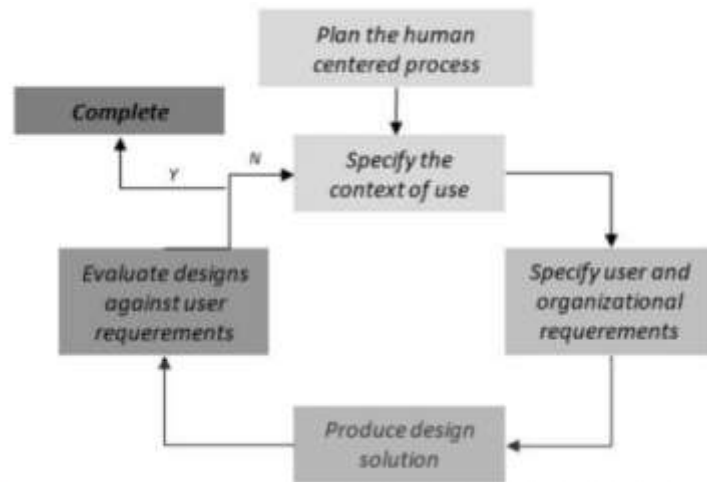 Plan the human
centered process
Complete
N
Specify the
context of use
Y
Evaluate designs
against user
requerements
Specify user and
organizational
requerements
Produce design
solution